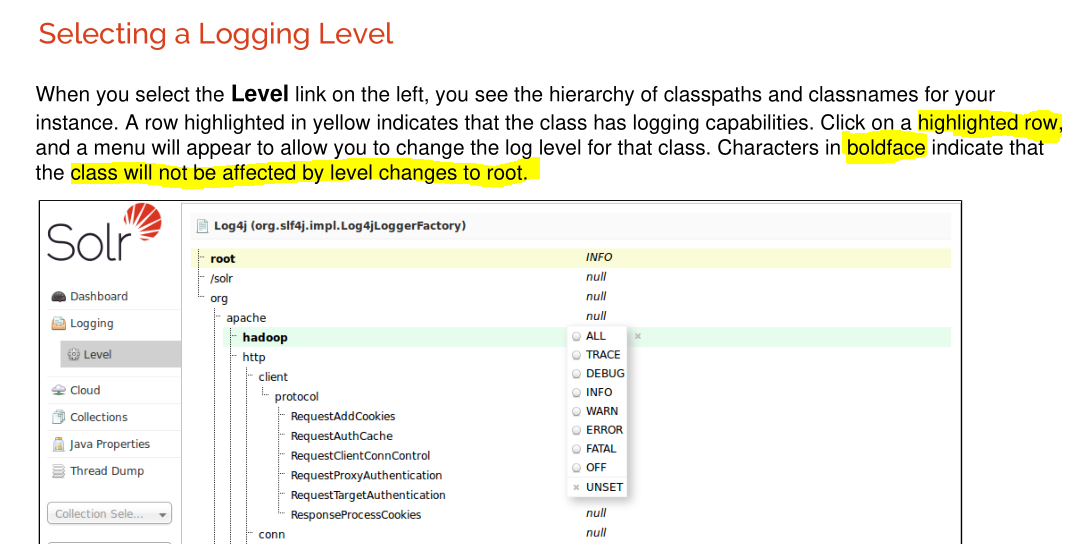 Selecting a Logging Level
When you select the Level link on the left, you see the hierarchy of classpaths and classnames for your
instance. A row highlighted in yellow indicates that the class has logging capabilities. Click on a highlighted row,
and a menu will appear to allow you to change the log level for that class. Characters in boldface indicate that
the class will not be affected by level changes to root.
Solr
Dashboard
Logging
Level
Cloud
Collections
Java Properties
Thread Dump
Collection Sele...
Log4j (org.slf4j.impl.Log4jLoggerFactory)
root INFO
/solr null
org null
apache null
hadoop
http
client
protocol
RequestAddCookies
RequestAuthCache
RequestClientConnControl
RequestProxyAuthentication
RequestTargetAuthentication
ResponseProcessCookies null
conn null
ALL
TRACE
DEBUG
INFO
WARN
ERROR
FATAL
OFF
UNSET